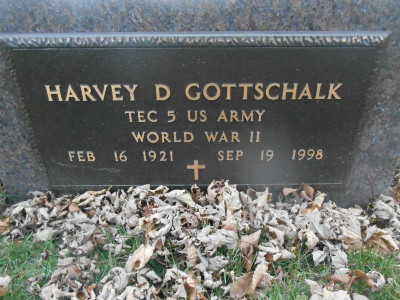 HARVEY D GOTTSCHALK
TEC 5 US ARMY
WORLD WAR II
FEB 16 1921 SEP 19 1998